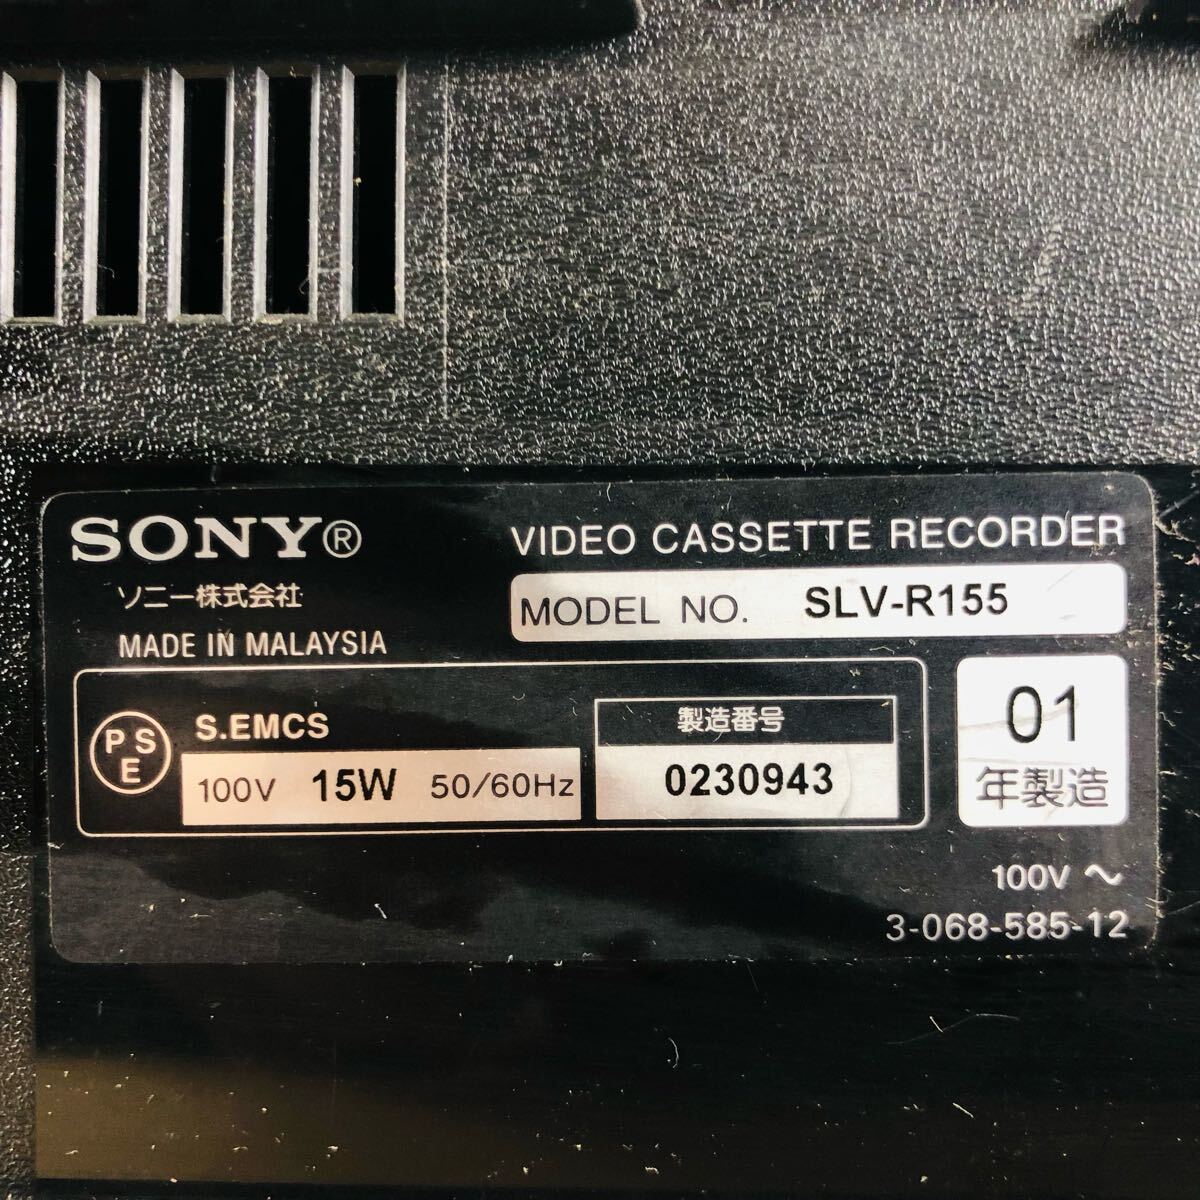 SONY®
VIDEO CASSETTE RECORDER
ソニー株式会社
MODEL NO. SLV-R155
MADE IN MALAYSIA
PSE
S.EMCS
100V 15W 50/60Hz
製造番号
0230943
01
年製造
100V ～
3-068-585-12